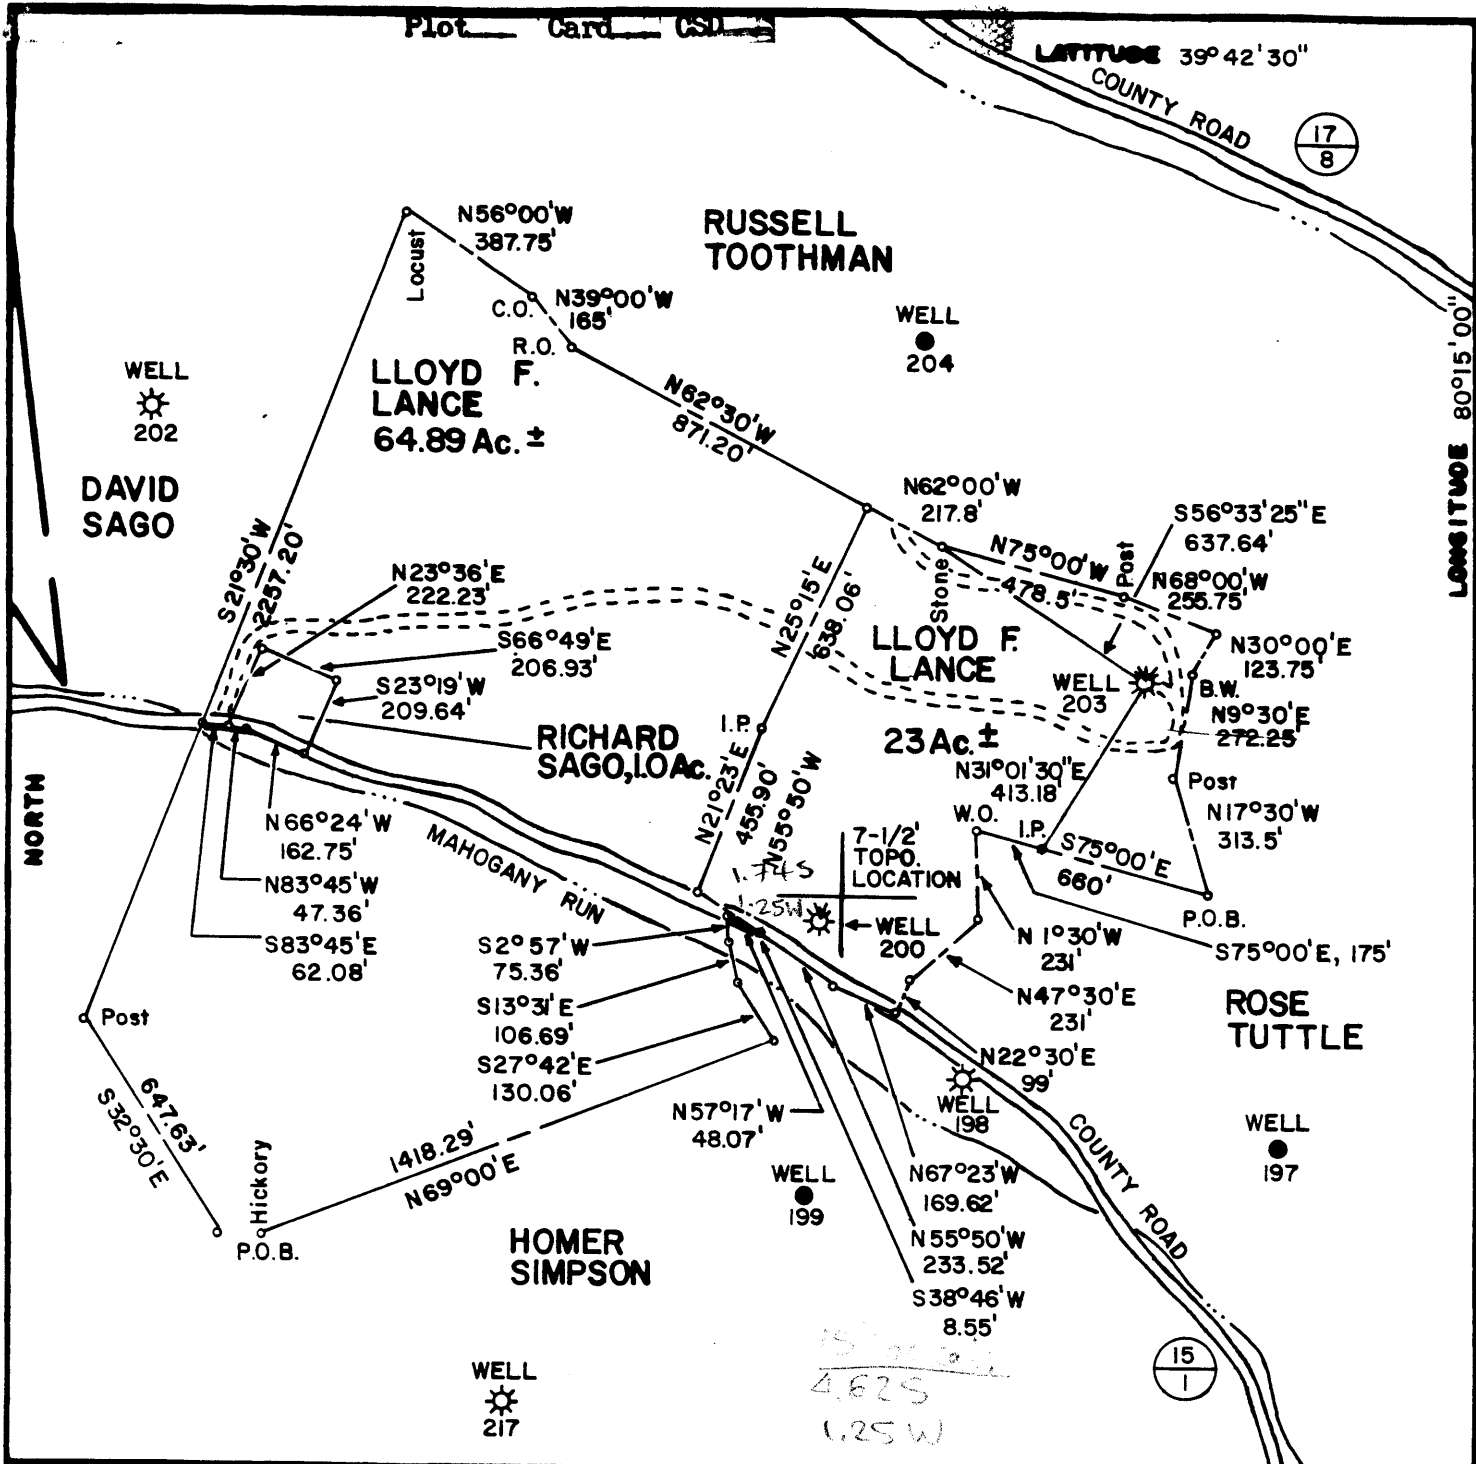 Plot Card CSD
LATITUDE 39°42'30"
COUNTY ROAD
17
8
LONGITUDE 80°15'00"
N56°00'W
387.75'
Locust
C.O.
N39°00'W
165'
R.O.
RUSSELL
TOOTHMAN
WELL
204
WELL
202
LLOYD F.
LANCE
64.89 Ac.±
N62°30'W
871.20'
DAVID
SAGO
S21°30'W
2257.20'
N62°00'W
217.8'
S56°33'25"E
637.64'
N75°00'W
478.5'
Post
Stone
N68°00'W
255.75'
N23°36'E
222.23'
N25°15'E
638.06'
LLOYD F.
LANCE
N30°00'E
123.75'
S66°49'E
206.93'
S23°19'W
209.64'
WELL
203
B.W.
N9°30'E
272.25'
RICHARD
SAGO, 1.0 Ac.
I.P.
23 Ac.±
N31°01'30"E
413.18'
Post
N17°30'W
313.5'
NORTH
N66°24'W
162.75'
N21°23'E
455.90'
N55°50'W
W.O.
I.P.
S75°00'E
660'
MAHOGANY RUN
7-1/2'
TOPO.
LOCATION
1.74S
1.25W
N83°45'W
47.36'
P.O.B.
S83°45'E
62.08'
S2°57'W
75.36'
WELL
200
N1°30'W
231'
S75°00'E, 175'
S13°31'E
106.69'
N47°30'E
231'
ROSE
TUTTLE
Post
S27°42'E
130.06'
N22°30'E
99'
647.63'
S32°30'E
N57°17'W
48.07'
WELL
198
WELL
197
Hickory
P.O.B.
1418.29'
N69°00'E
WELL
199
N67°23'W
169.62'
COUNTY ROAD
HOMER
SIMPSON
N55°50'W
233.52'
S38°46'W
8.55'
4.62S
1.25W
15
1
WELL
217